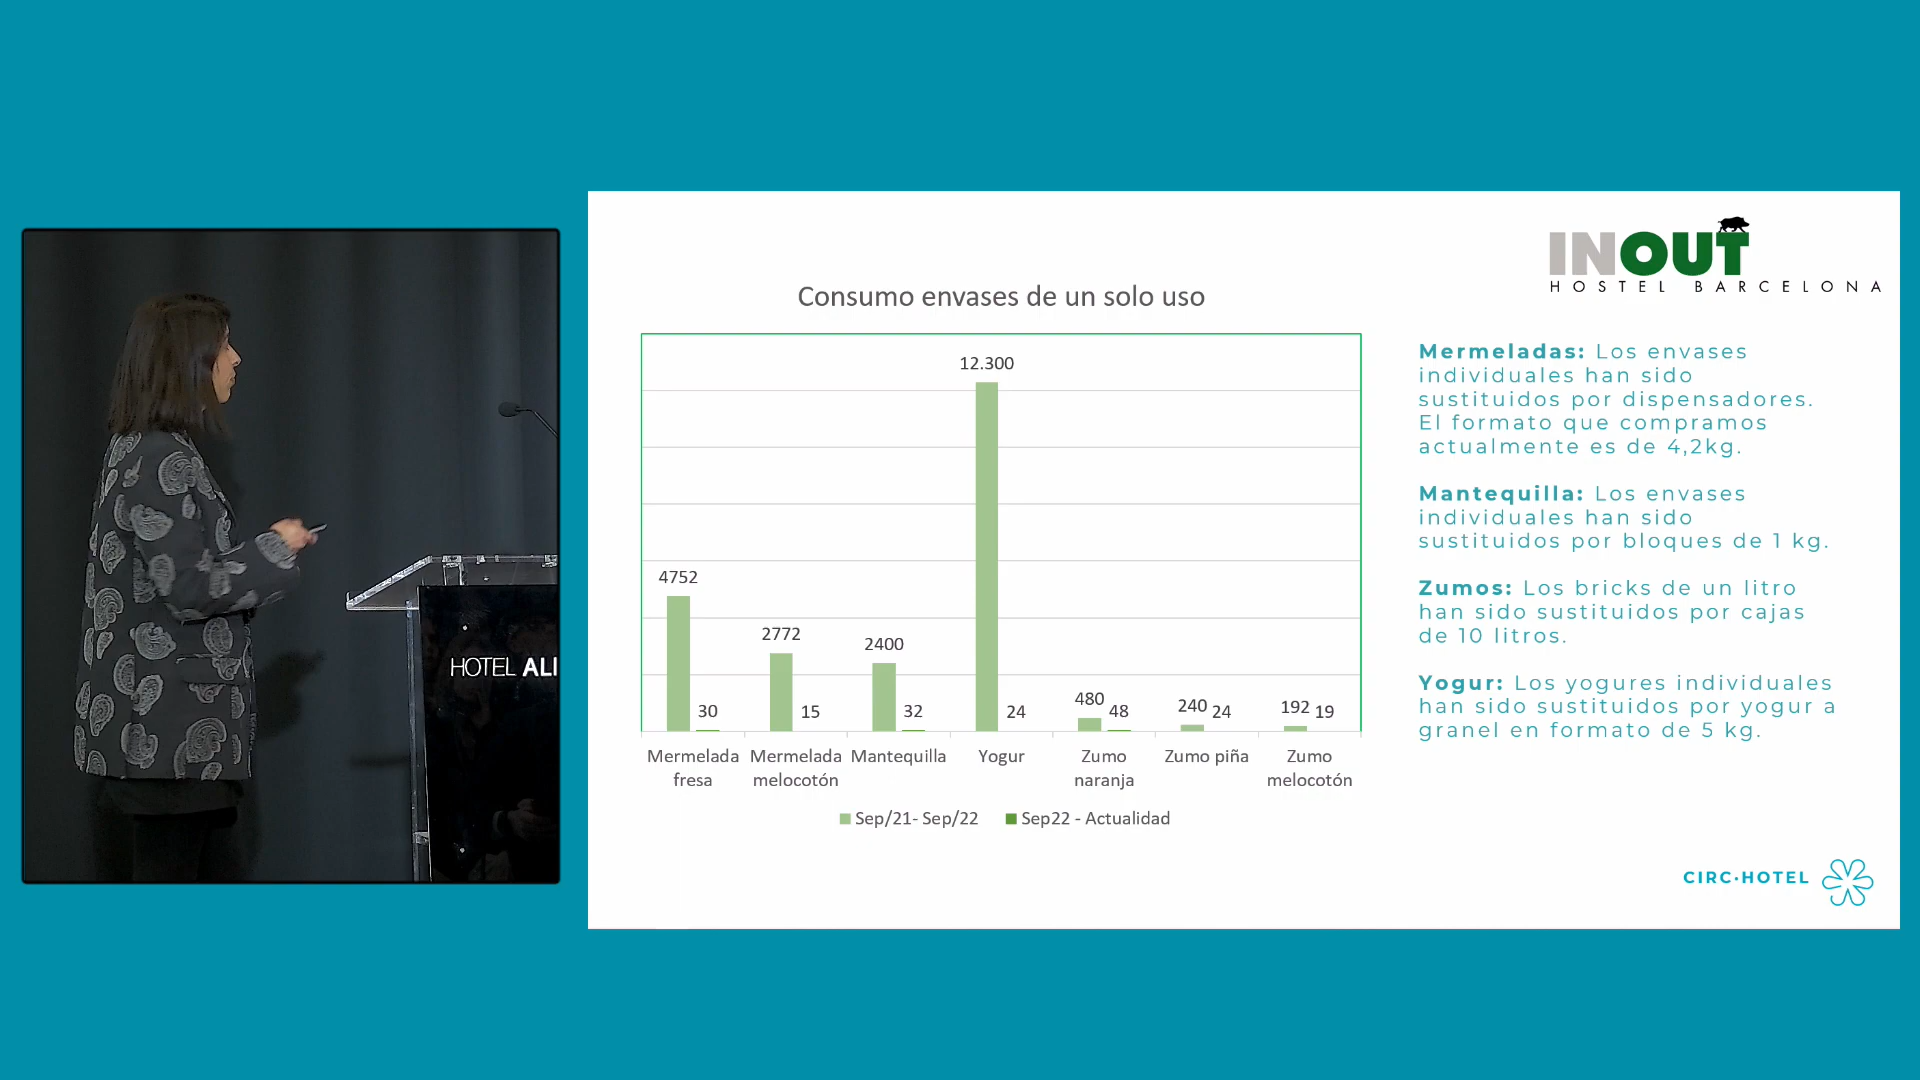 HOTEL ALI
INOUT
HOSTEL BARCELONA
Consumo envases de un solo uso
12.300
4752
2772
2400
480
240
192
30
15
32
24
48
24
19
Mermelada fresa
Mermelada melocotón
Mantequilla
Yogur
Zumo naranja
Zumo piña
Zumo melocotón
Sep/21- Sep/22
Sep22 - Actualidad
Mermeladas: Los envases
individuales han sido
sustituidos por dispensadores.
El formato que compramos
actualmente es de 4,2kg.
Mantequilla: Los envases
individuales han sido
sustituidos por bloques de 1 kg.
Zumos: Los bricks de un litro
han sido sustituidos por cajas
de 10 litros.
Yogur: Los yogures individuales
han sido sustituidos por yogur a
granel en formato de 5 kg.
CIRC·HOTEL